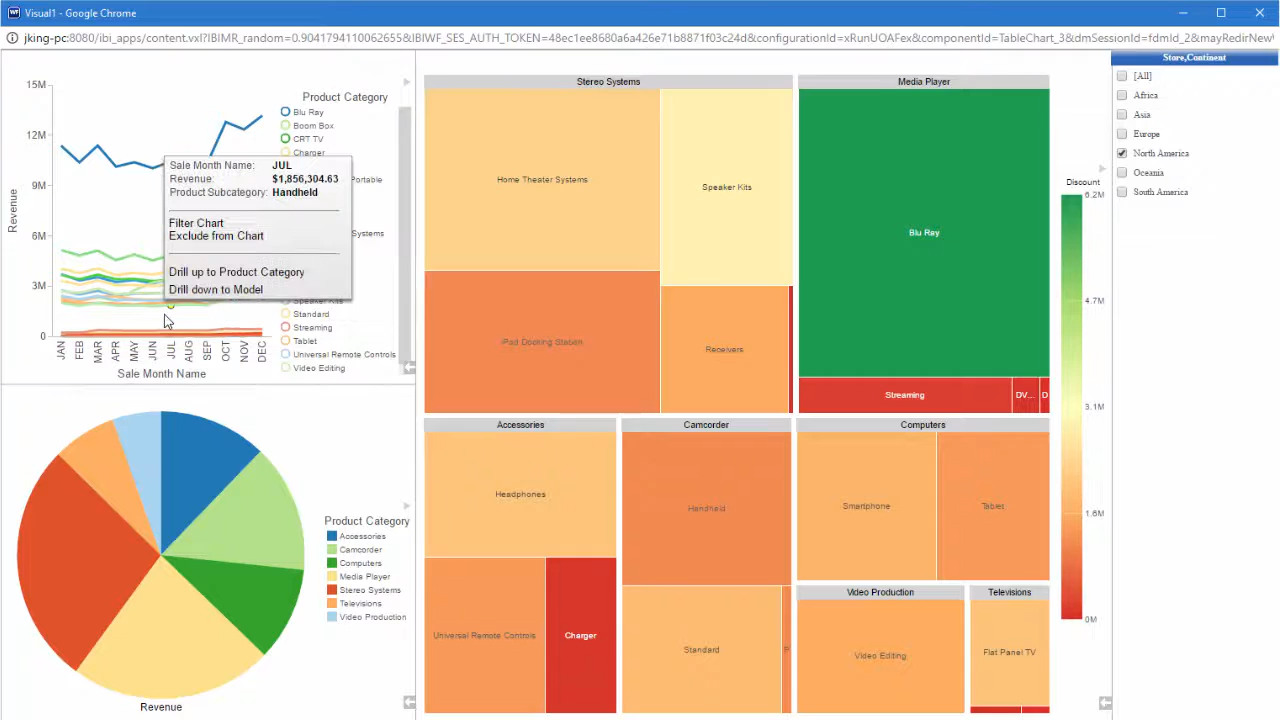 Visual1 - Google Chrome
jking-pc:8080/ibi_apps/content.vxl?IBIMR_random=0.9041794110062655&IBIWF_SES_AUTH_TOKEN=48ec1ee8680a6a426e71b8871f03c24d&configurationId=xRunUOAFex&componentId=TableChart_3&dmSessionId=fdmId_2&mayRedirNew
15M
12M
9M
6M
3M
0
Revenue
JAN
FEB
MAR
APR
MAY
JUN
JUL
AUG
SEP
OCT
NOV
DEC
Sale Month Name
Product Category
Blu Ray
Boom Box
CRT TV
Charger
Portable
Systems
Speaker Kits
Standard
Streaming
Tablet
Universal Remote Controls
Video Editing
Sale Month Name: JUL
Revenue: $1,856,304.63
Product Subcategory: Handheld
Filter Chart
Exclude from Chart
Drill up to Product Category
Drill down to Model
Revenue
Product Category
Accessories
Camcorder
Computers
Media Player
Stereo Systems
Televisions
Video Production
Stereo Systems
Home Theater Systems
Speaker Kits
iPod Docking Station
Receivers
Media Player
Blu Ray
Streaming
DV...
D
Accessories
Headphones
Universal Remote Controls
Charger
Camcorder
Handheld
Standard
P
Computers
Smartphone
Tablet
Video Production
Video Editing
Televisions
Flat Panel TV
Discount
6.2M
4.7M
3.1M
1.6M
0M
Store,Continent
[All]
Africa
Asia
Europe
North America
Oceania
South America